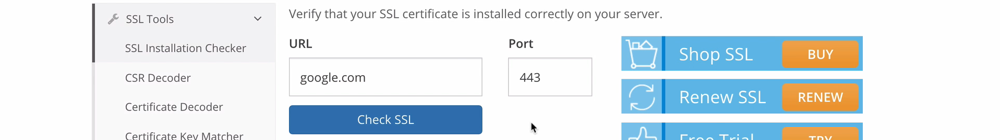 SSL Tools
SSL Installation Checker
CSR Decoder
Certificate Decoder
Certificate Key Matcher
Verify that your SSL certificate is installed correctly on your server.
URL
google.com
Port
443
Check SSL
Shop SSL
BUY
Renew SSL
RENEW
Free Trial
TRY